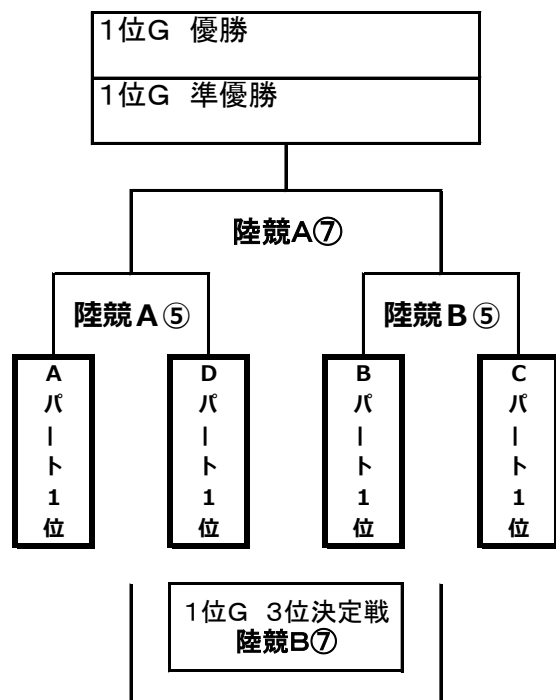 1位G 優勝
1位G 準優勝
陸競A⑦
陸競A⑤
陸競B⑤
Aパート1位
Dパート1位
Bパート1位
Cパート1位
1位G 3位決定戦
陸競B⑦